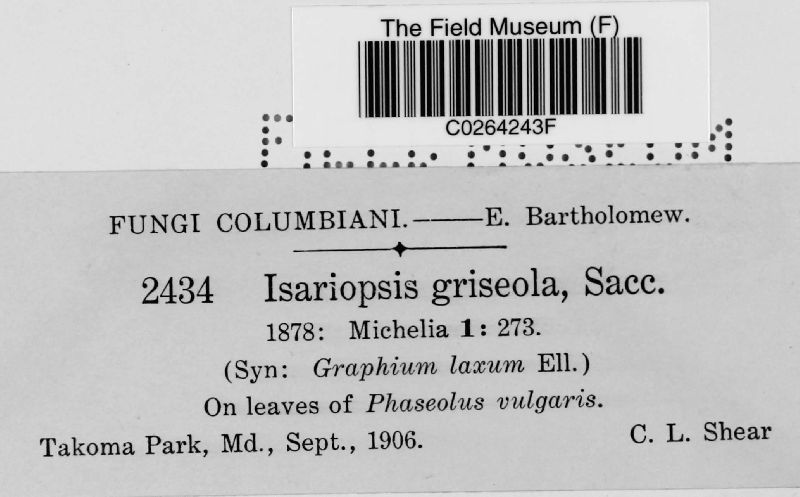 The Field Museum (F)
C0264243F
FUNGI COLUMBIANI.——E. Bartholomew.
2434 Isariopsis griseola, Sacc.
1878: Michelia 1: 273.
(Syn: Graphium laxum Ell.)
On leaves of Phaseolus vulgaris.
Takoma Park, Md., Sept., 1906. C. L. Shear